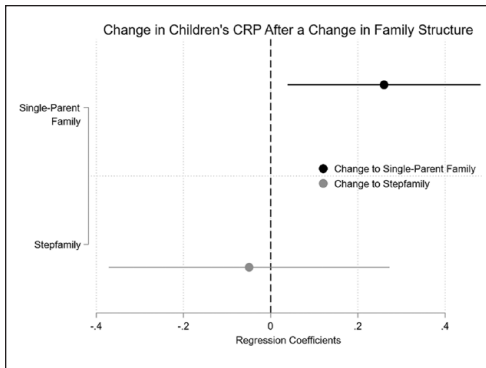 Change in Children's CRP After a Change in Family Structure
Single-Parent
Family
Change to Single-Parent Family
Change to Stepfamily
Stepfamily
-.4
-.2
0
.2
.4
Regression Coefficients